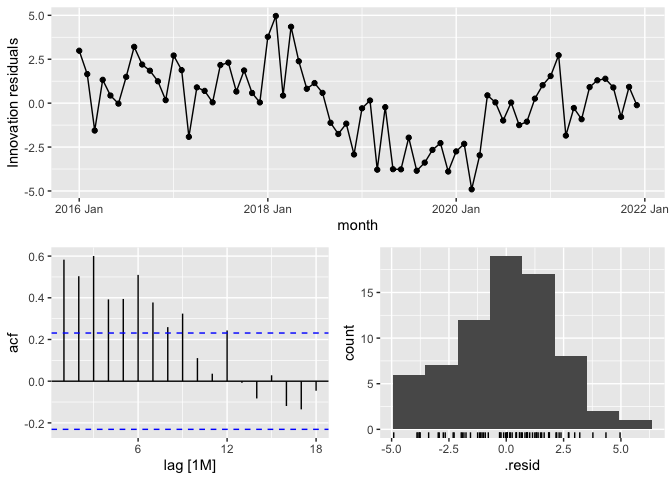 5.0
2.5
0.0
-2.5
-5.0
Innovation residuals
2016 Jan 2018 Jan 2020 Jan 2022 Jan
month
0.6
0.4
0.2
0.0
-0.2
acf
6 12 18
lag [1M]
15
10
5
0
count
-5.0 -2.5 0.0 2.5 5.0
.resid